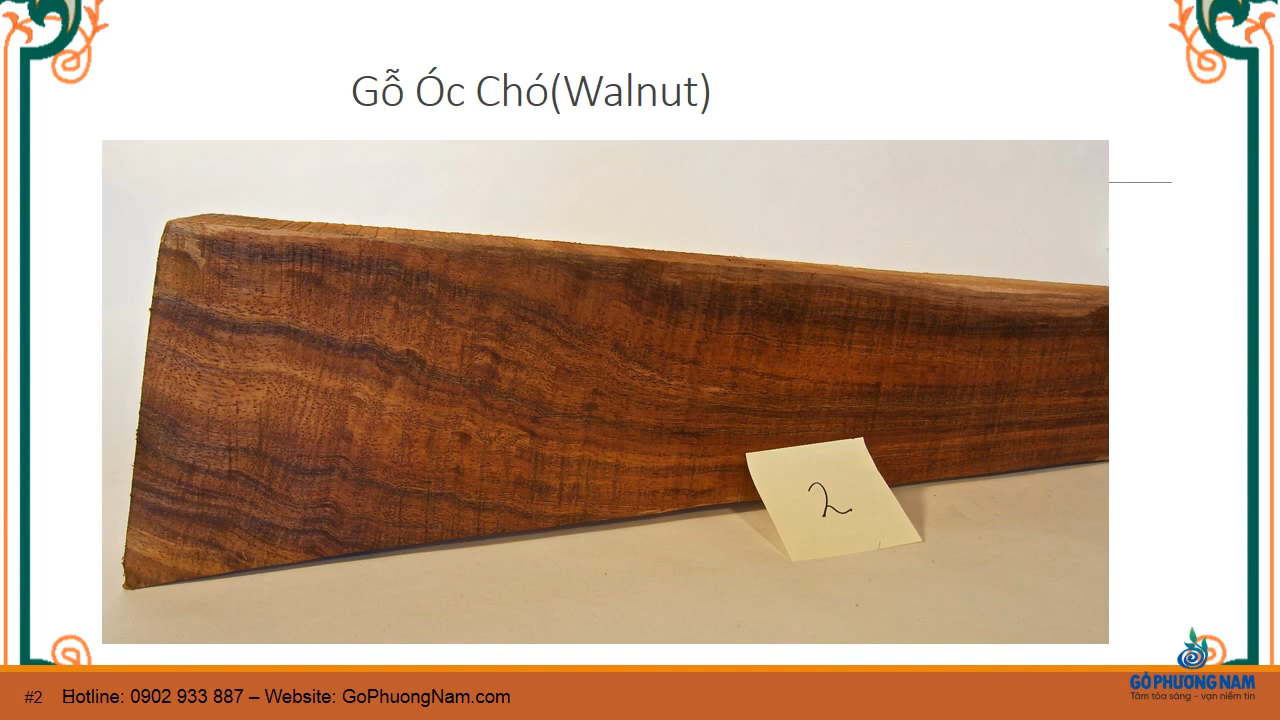 Gỗ Óc Chó(Walnut)
2
#2 Hotline: 0902 933 887 – Website: GoPhuongNam.com
GỖ PHƯƠNG NAM
Tâm tỏa sáng - vạn niềm tin